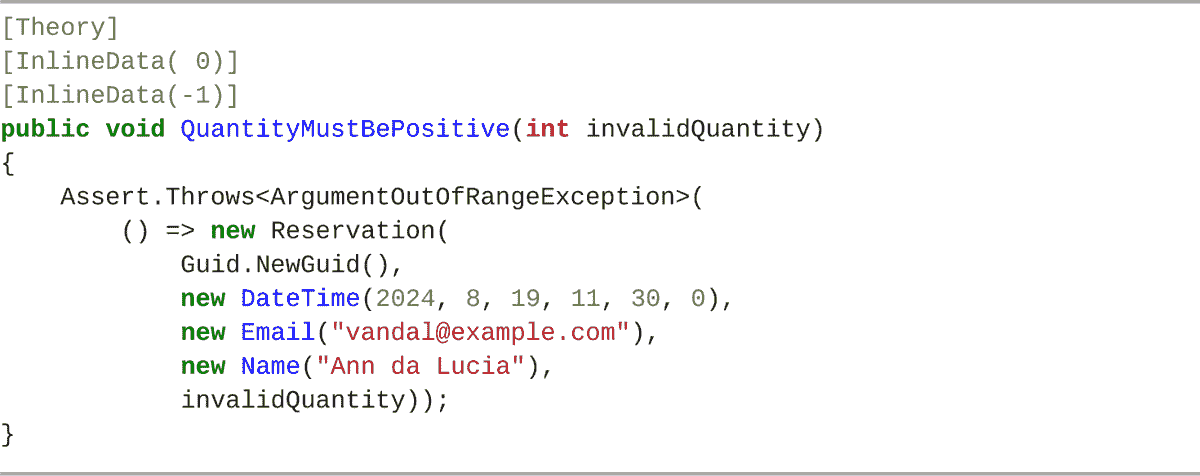 [Theory]
[InlineData( 0)]
[InlineData(-1)]
public void QuantityMustBePositive(int invalidQuantity)
{
    Assert.Throws<ArgumentOutOfRangeException>(
        () => new Reservation(
            Guid.NewGuid(),
            new DateTime(2024, 8, 19, 11, 30, 0),
            new Email("vandal@example.com"),
            new Name("Ann da Lucia"),
            invalidQuantity));
}